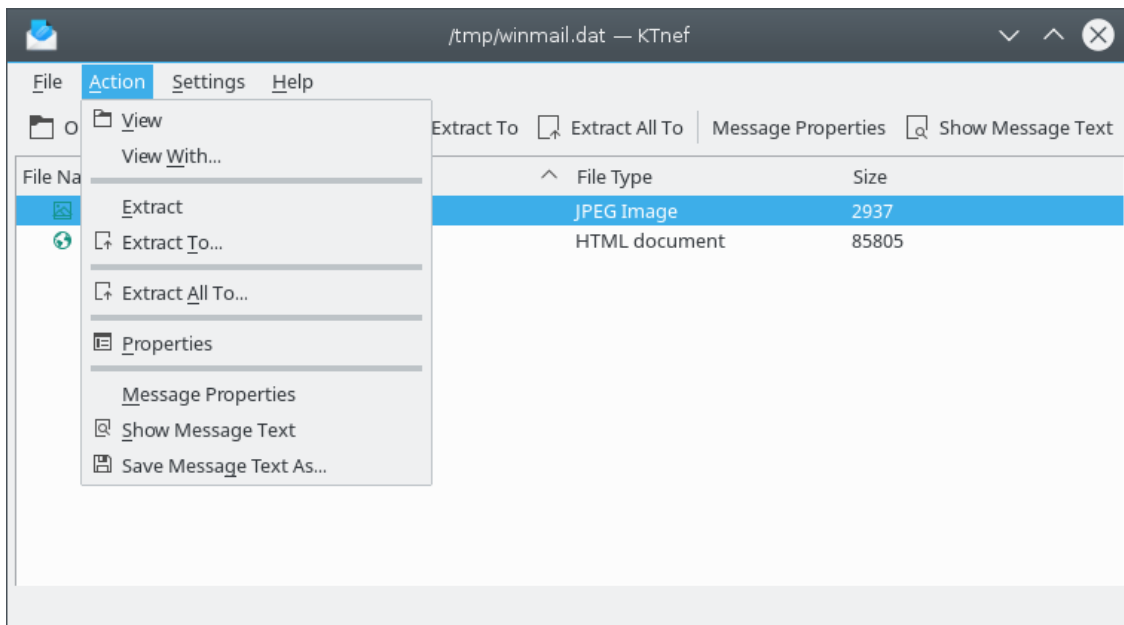 /tmp/winmail.dat — KTnef
File Action Settings Help
O Extract To Extract All To Message Properties Show Message Text
View
View With...
Extract
Extract To...
Extract All To...
Properties
Message Properties
Show Message Text
Save Message Text As...
File Na File Type Size
JPEG Image 2937
HTML document 85805